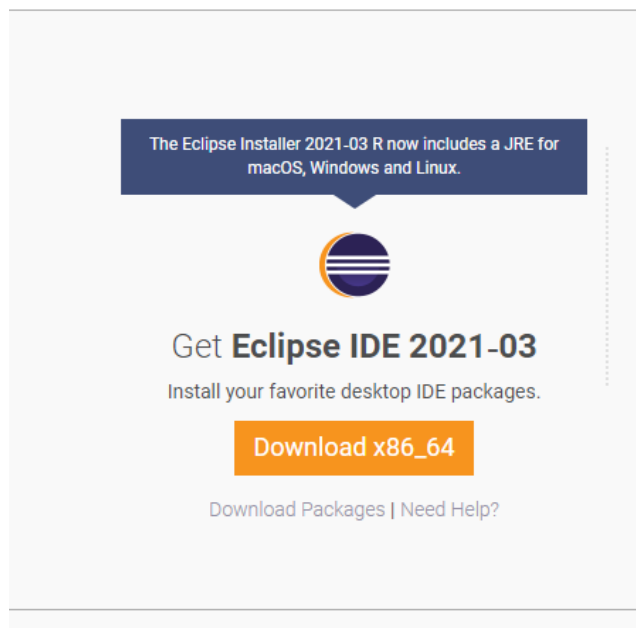 The Eclipse Installer 2021-03 R now includes a JRE for
macOS, Windows and Linux.
Get Eclipse IDE 2021-03
Install your favorite desktop IDE packages.
Download x86_64
Download Packages | Need Help?